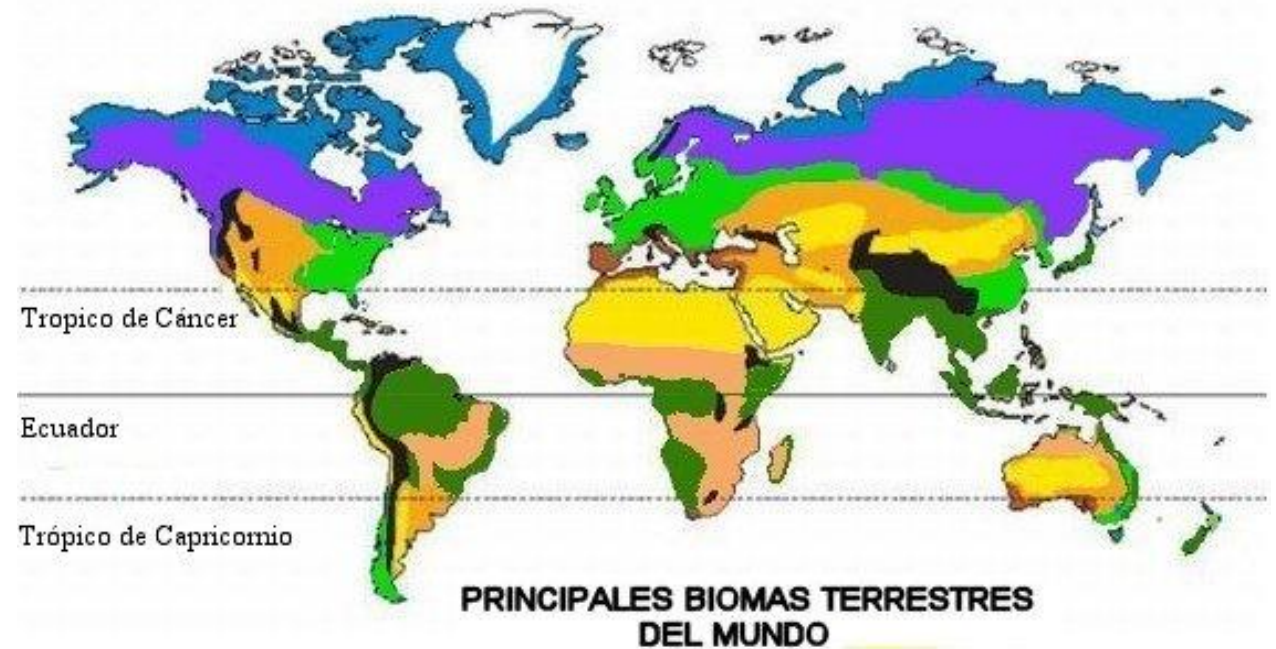 Tropico de Cáncer
Ecuador
Trópico de Capricornio
PRINCIPALES BIOMAS TERRESTRES
DEL MUNDO